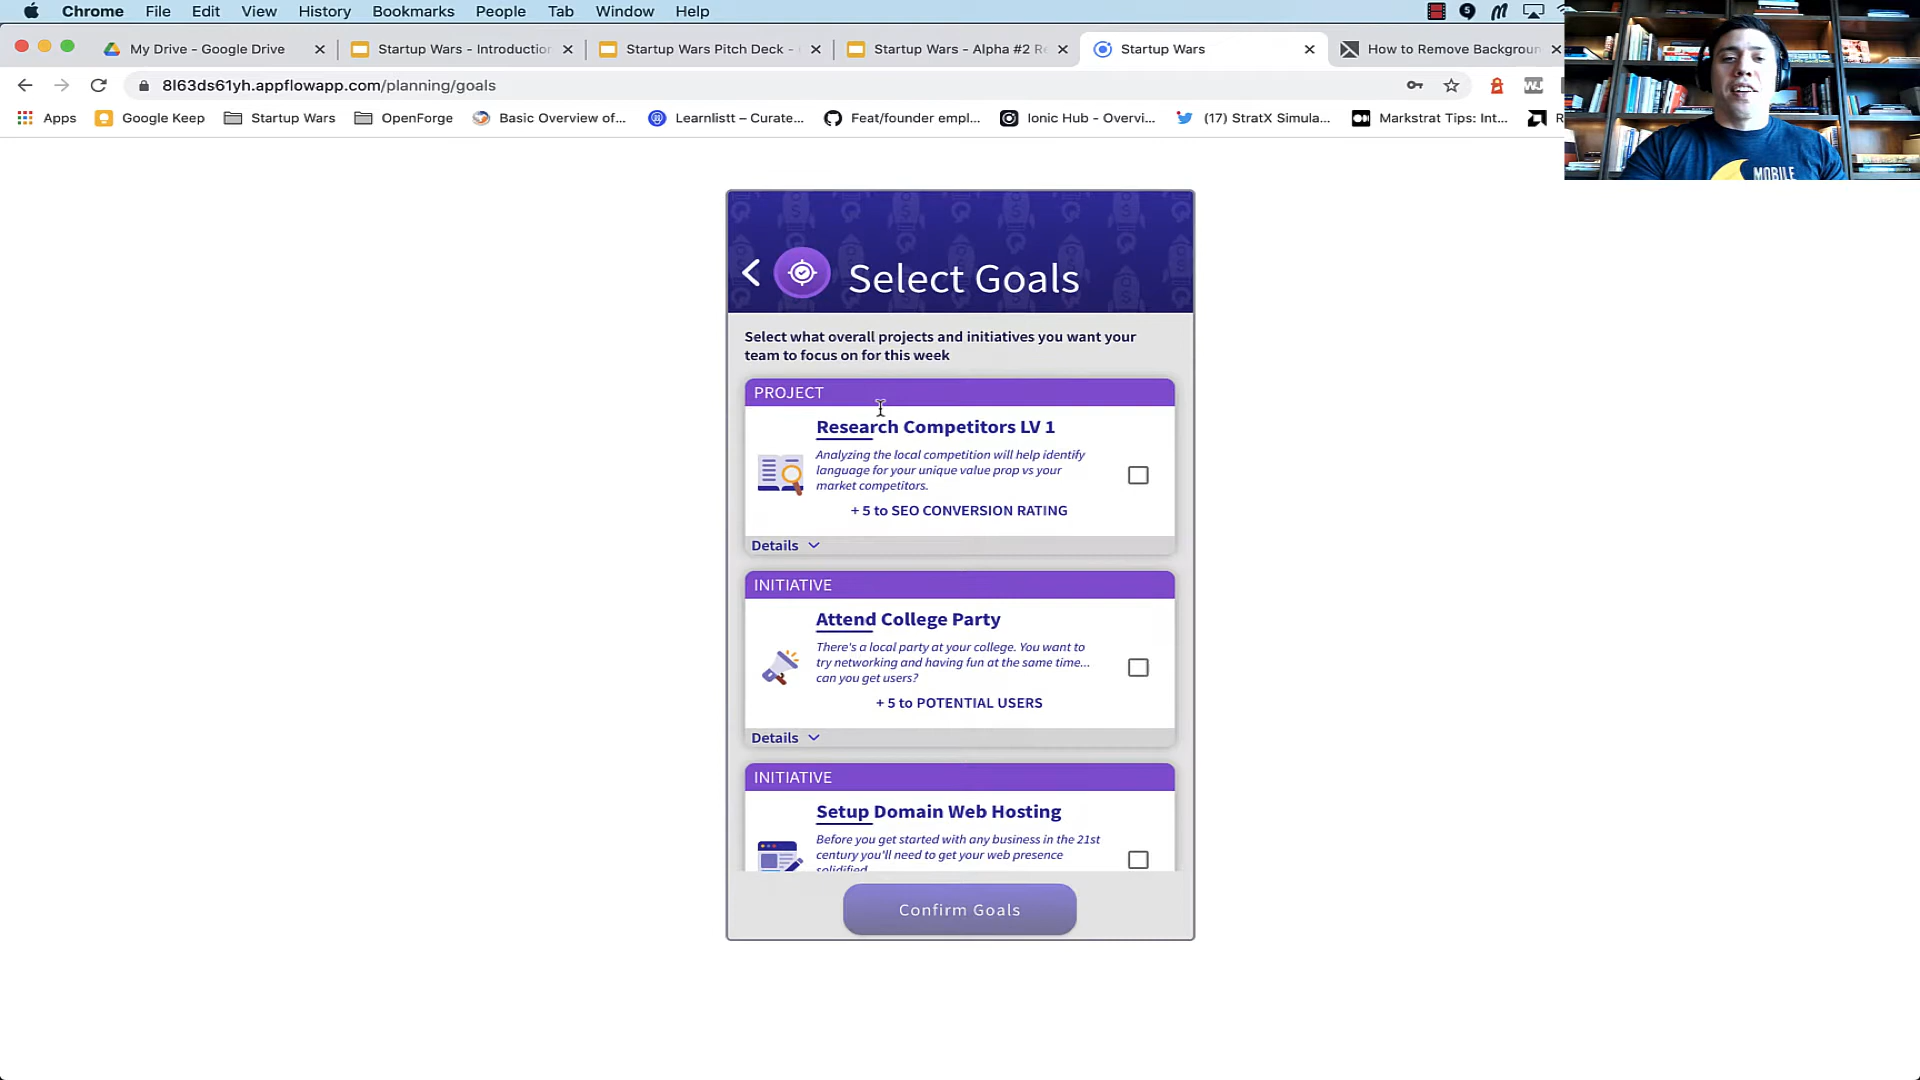 Chrome File Edit View History Bookmarks People Tab Window Help
My Drive - Google Drive
Startup Wars - Introduction
Startup Wars Pitch Deck -
Startup Wars - Alpha #2 Re
Startup Wars
How to Remove Backgroun
8l63ds61yh.appflowapp.com/planning/goals
Apps
Google Keep
Startup Wars
OpenForge
Basic Overview of...
Learnlistt – Curate...
Feat/founder empl...
Ionic Hub - Overvi...
(17) StratX Simula...
Markstrat Tips: Int...
R
MOBILE
Select Goals
Select what overall projects and initiatives you want your
team to focus on for this week
PROJECT
Research Competitors LV 1
Analyzing the local competition will help identify
language for your unique value prop vs your
market competitors.
+ 5 to SEO CONVERSION RATING
Details
INITIATIVE
Attend College Party
There's a local party at your college. You want to
try networking and having fun at the same time...
can you get users?
+ 5 to POTENTIAL USERS
Details
INITIATIVE
Setup Domain Web Hosting
Before you get started with any business in the 21st
century you'll need to get your web presence
solidified
Confirm Goals